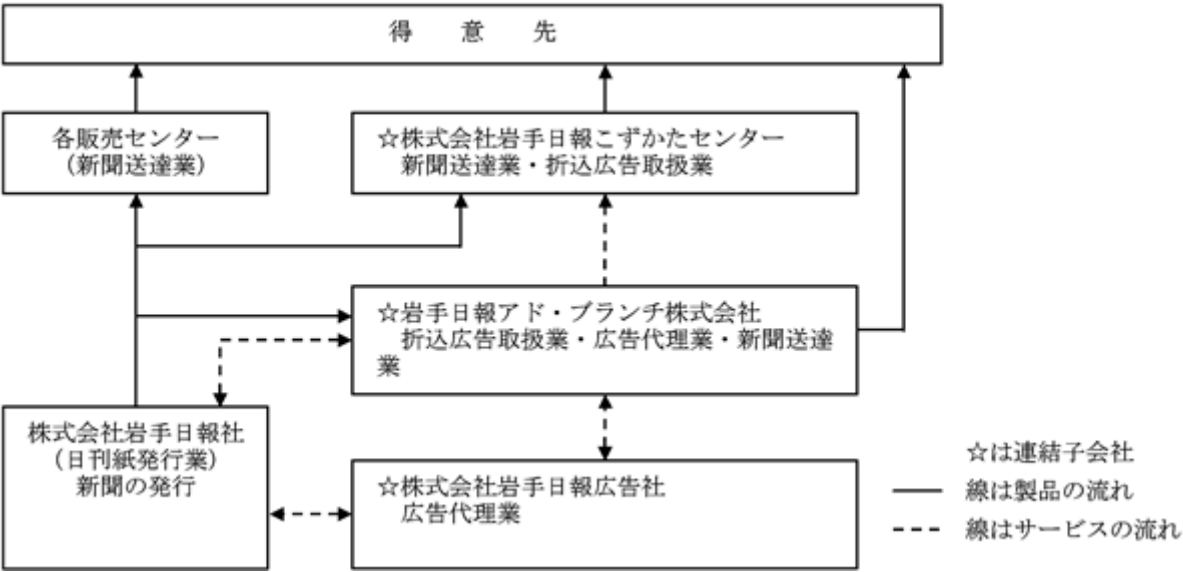 得意先
各販売センター
（新聞送達業）
☆株式会社岩手日報こずかたセンター
新聞送達業・折込広告取扱業
☆岩手日報アド・ブランチ株式会社
折込広告取扱業・広告代理業・新聞送達
業
株式会社岩手日報社
（日刊紙発行業）
新聞の発行
☆株式会社岩手日報広告社
広告代理業
☆は連結子会社
線は製品の流れ
線はサービスの流れ